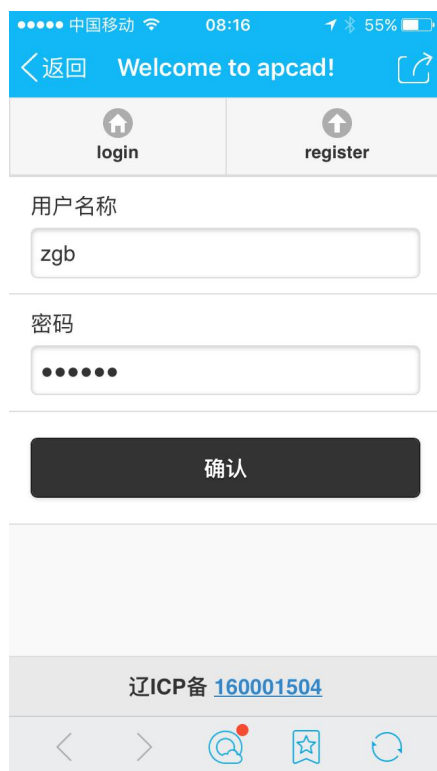 中国移动 08:16 55%
返回 Welcome to apcad!
login register
用户名称
zgb
密码
••••••
确认
辽ICP备 160001504